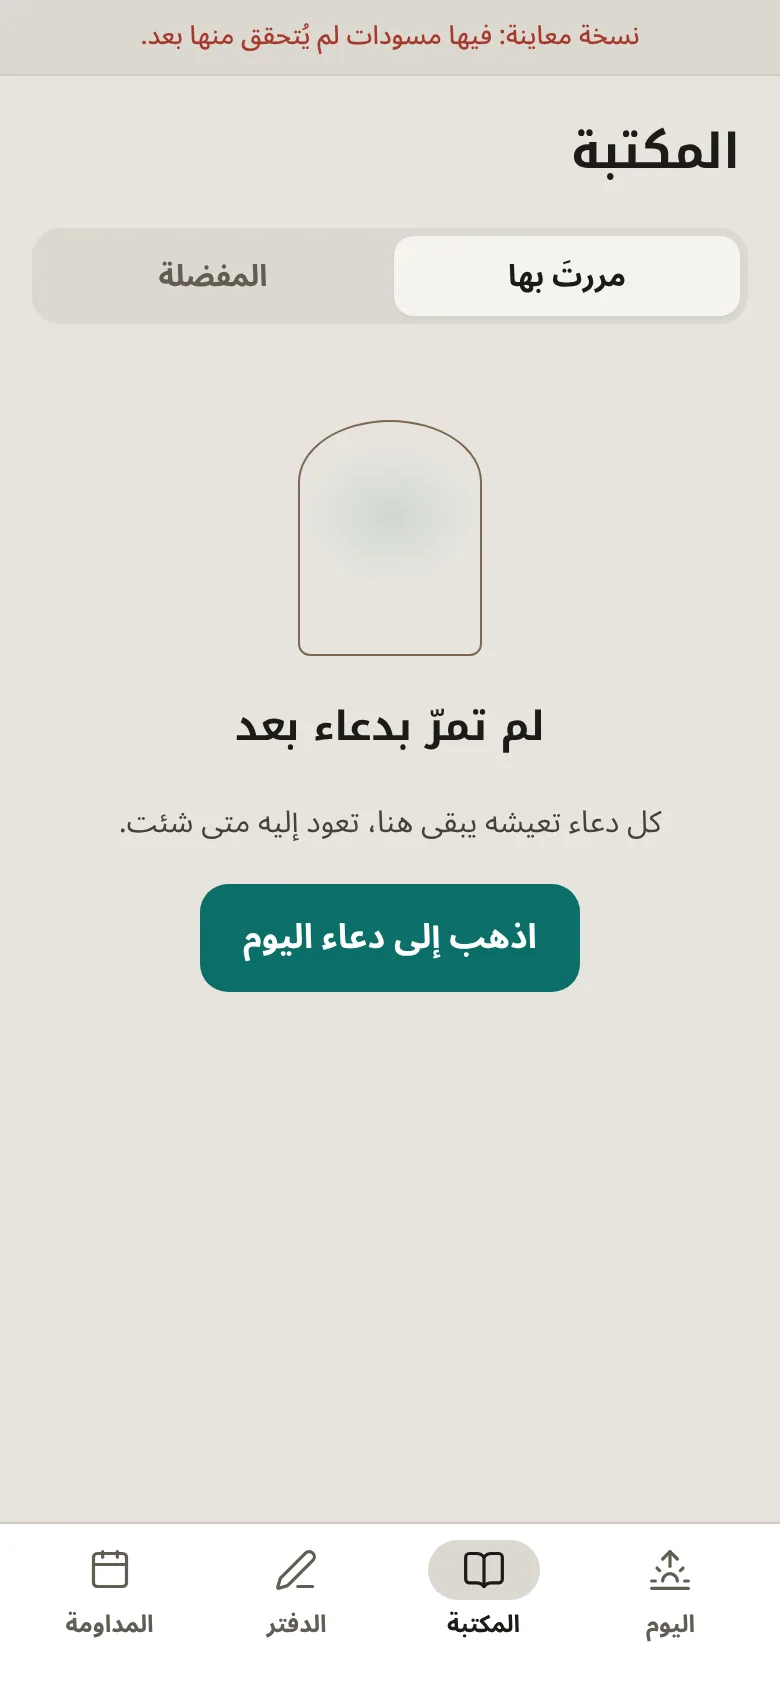 نسخة معاينة: فيها مسودات لم يُتحقق منها بعد.
المكتبة
مررتَ بها
المفضلة
لم تمرّ بدعاء بعد
كل دعاء تعيشه يبقى هنا، تعود إليه متى شئت.
اذهب إلى دعاء اليوم
اليوم
المكتبة
الدفتر
المداومة